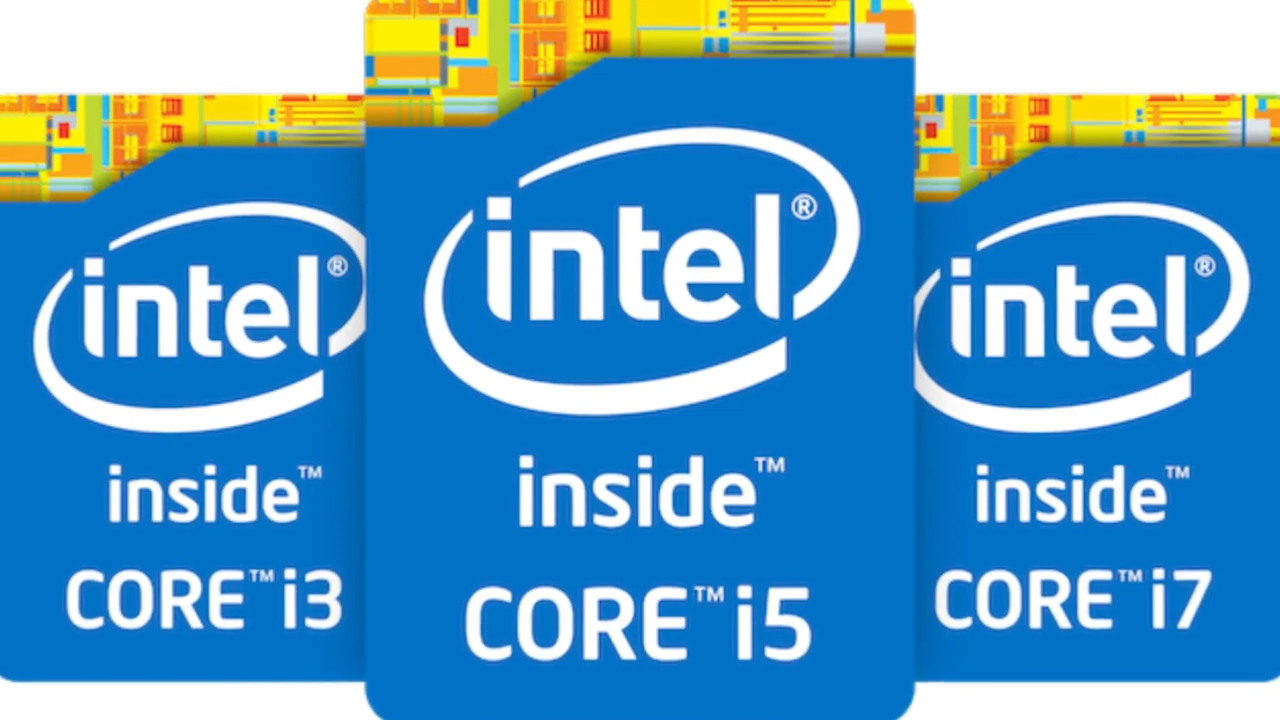 intel®
inside™
CORE™ i3
intel®
inside™
CORE™ i5
intel®
inside™
CORE™ i7